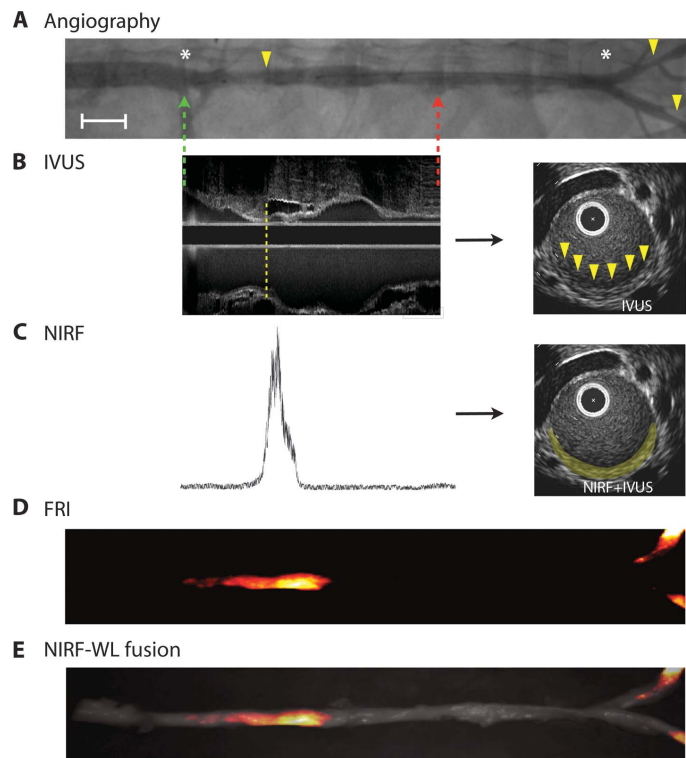 A Angiography
* *
B IVUS
IVUS
C NIRF
NIRF+IVUS
D FRI
E NIRF-WL fusion